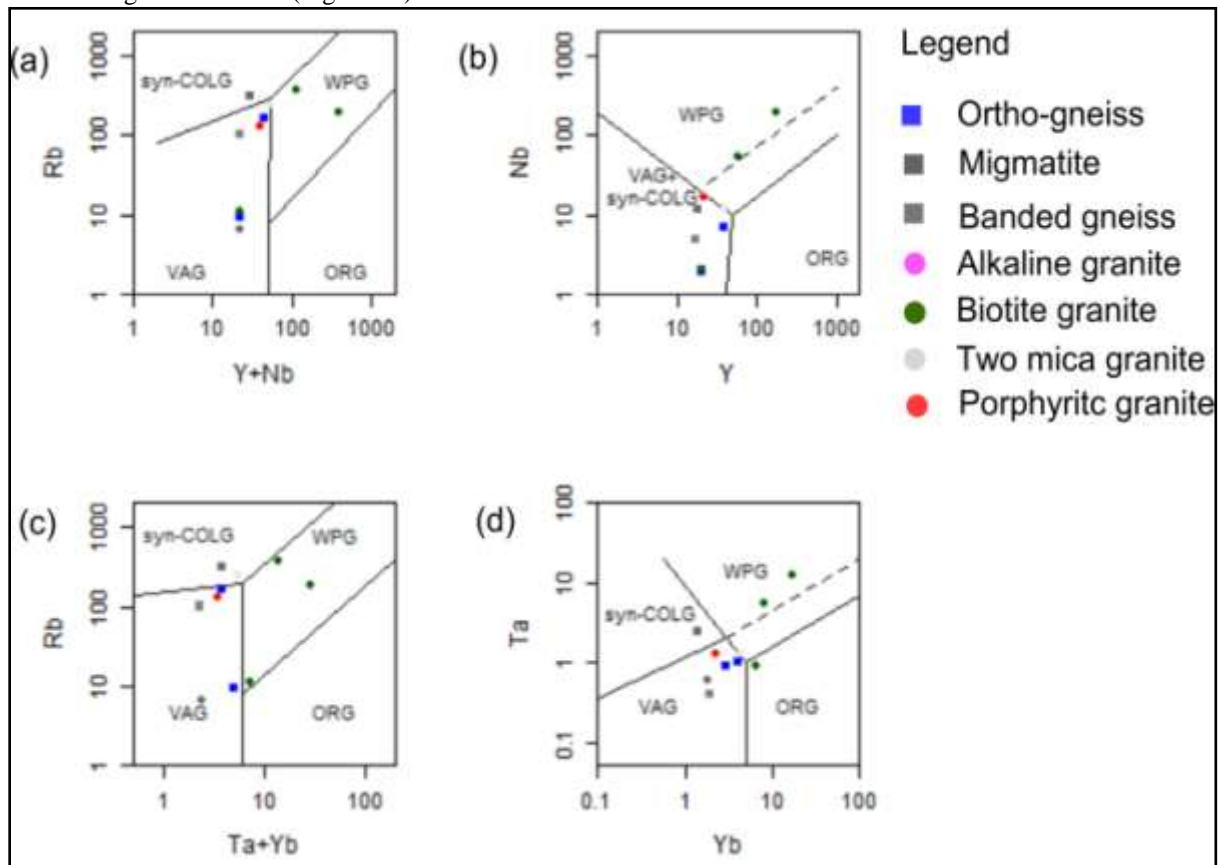 (a)
1000
100
10
1
Rb
syn-COLG
WPG
VAG
ORG
1
10
100
1000
Y+Nb
(b)
1000
100
10
1
Nb
WPG
VAG+
syn-COLG
ORG
1
10
100
1000
Y
Legend
Ortho-gneiss
Migmatite
Banded gneiss
Alkaline granite
Biotite granite
Two mica granite
Porphyritc granite
(c)
1000
100
10
1
Rb
syn-COLG
WPG
VAG
ORG
1
10
100
Ta+Yb
(d)
100
10
1
0.1
Ta
WPG
syn-COLG
VAG
ORG
0.1
1
10
100
Yb